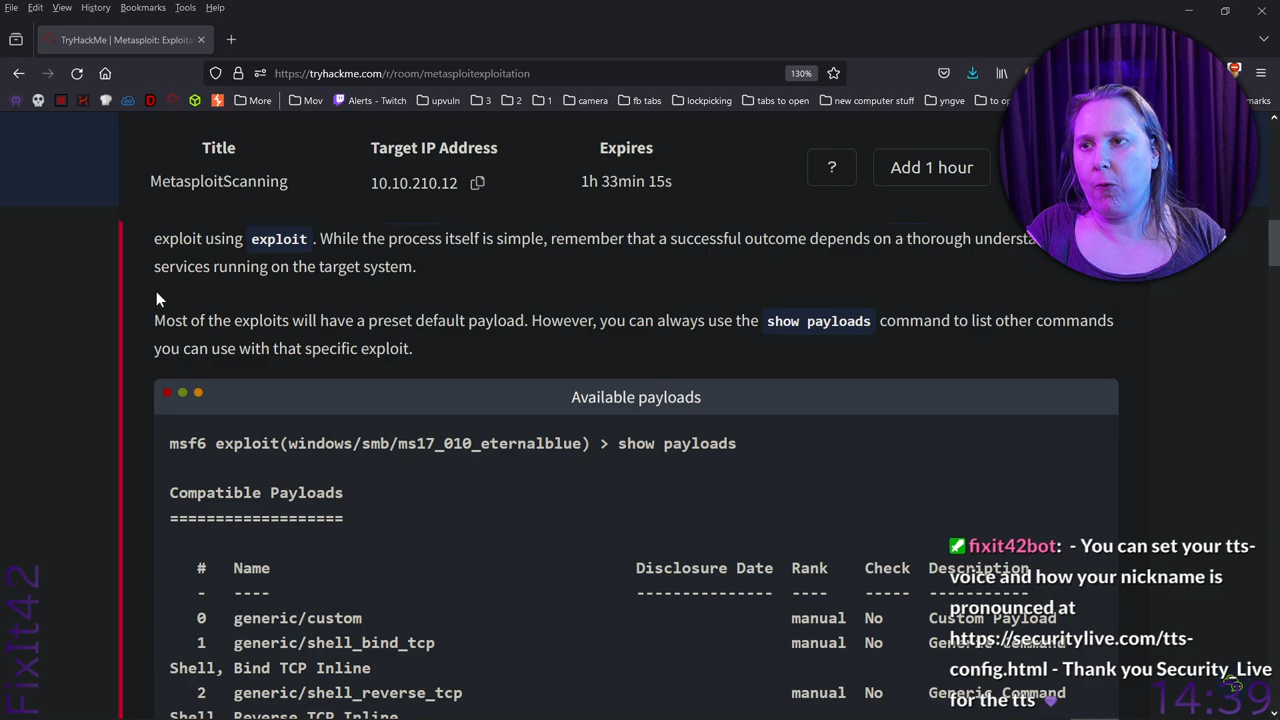 File Edit View History Bookmarks Tools Help
TryHackMe | Metasploit: Exploita
https://tryhackme.com/r/room/metasploitexploitation
130%
More Mov Alerts - Twitch upvuln 3 2 1 camera fb tabs lockpicking tabs to open new computer stuff yngve to op
Title Target IP Address Expires
MetasploitScanning 10.10.210.12 1h 33min 15s
? Add 1 hour
exploit using exploit . While the process itself is simple, remember that a successful outcome depends on a thorough understa
services running on the target system.
Most of the exploits will have a preset default payload. However, you can always use the show payloads command to list other commands
you can use with that specific exploit.
Available payloads
msf6 exploit(windows/smb/ms17_010_eternalblue) > show payloads
Compatible Payloads
===================
# Name Disclosure Date Rank Check Description
- ---- --------------- ---- ----- -----------
0 generic/custom manual No Custom Payload
1 generic/shell_bind_tcp manual No Generic Command
Shell, Bind TCP Inline
2 generic/shell_reverse_tcp manual No Generic Command
Shell, Reverse TCP Inline
fixit42bot: - You can set your tts-
voice and how your nickname is
pronounced at
https://securitylive.com/tts-
config.html - Thank you Security_Live
for the tts
FixIt42
14:39